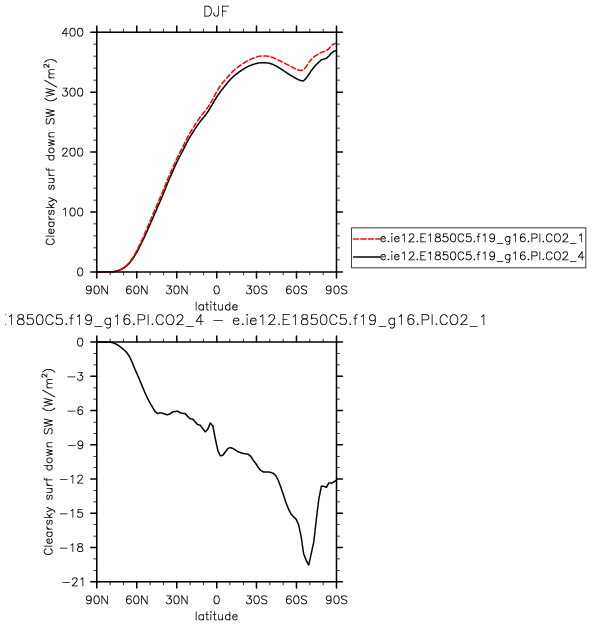 DJF
Clearsky surf down SW (W/m²)
400
300
200
100
0
90N 60N 30N 0 30S 60S 90S
latitude
e.ie12.E1850C5.f19_g16.PI.CO2_1
e.ie12.E1850C5.f19_g16.PI.CO2_4
.1850C5.f19_g16.PI.CO2_4 − e.ie12.E1850C5.f19_g16.PI.CO2_1
Clearsky surf down SW (W/m²)
0
−3
−6
−9
−12
−15
−18
−21
90N 60N 30N 0 30S 60S 90S
latitude